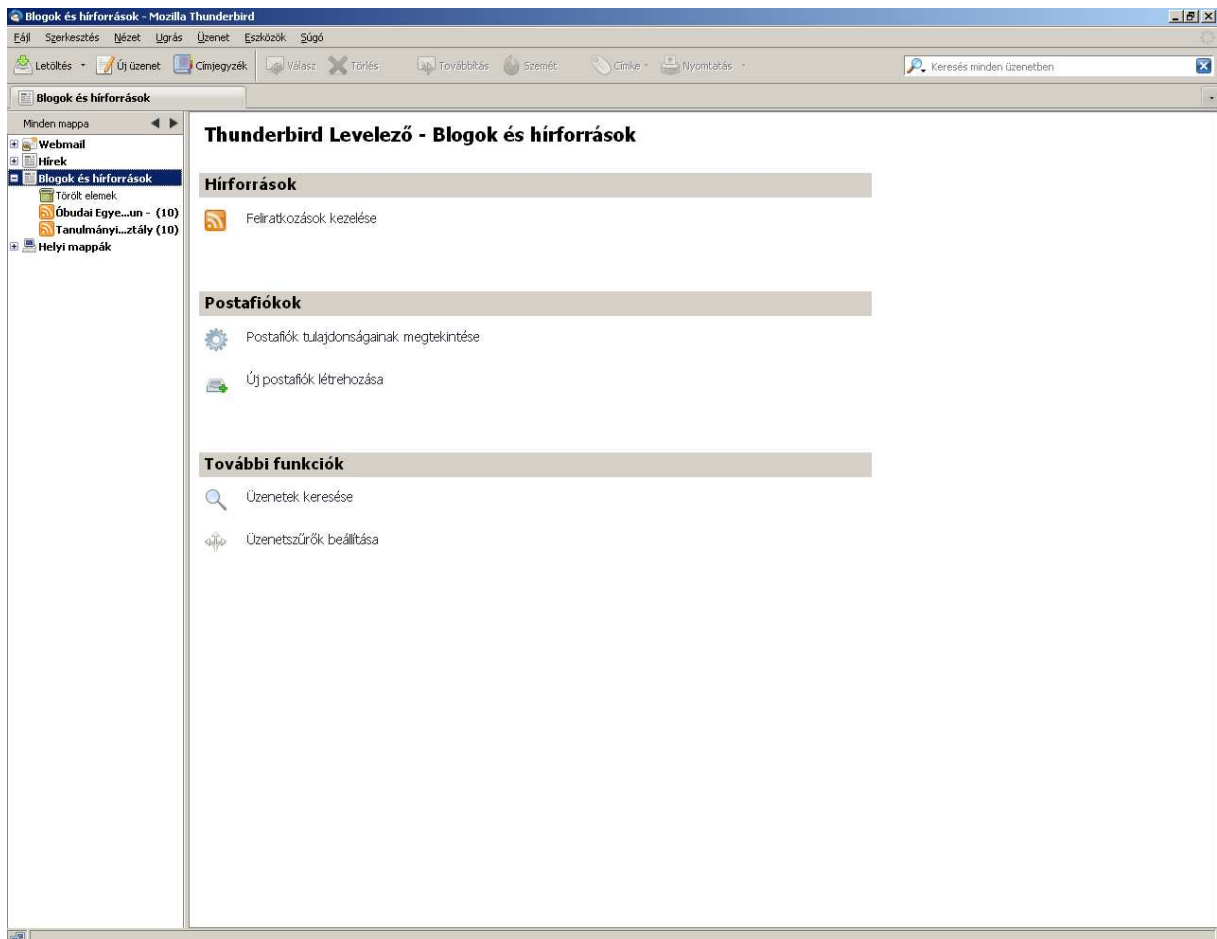 Blogok és hírforrások - Mozilla Thunderbird
Fájl Szerkesztés Nézet Ugrás Üzenet Eszközök Súgó
Letöltés Új üzenet Címjegyzék Válasz Törlés Továbbítás Szemét Címke Nyomtatás Keresés minden üzenetben
Blogok és hírforrások
Minden mappa
Webmail
Hírek
Blogok és hírforrások
Törölt elemek
Óbudai Egye...un - (10)
Tanulmányi...ztály (10)
Helyi mappák
Thunderbird Levelező - Blogok és hírforrások
Hírforrások
Feliratkozások kezelése
Postafiókok
Postafiók tulajdonságainak megtekintése
Új postafiók létrehozása
További funkciók
Üzenetek keresése
Üzenetszűrők beállítása